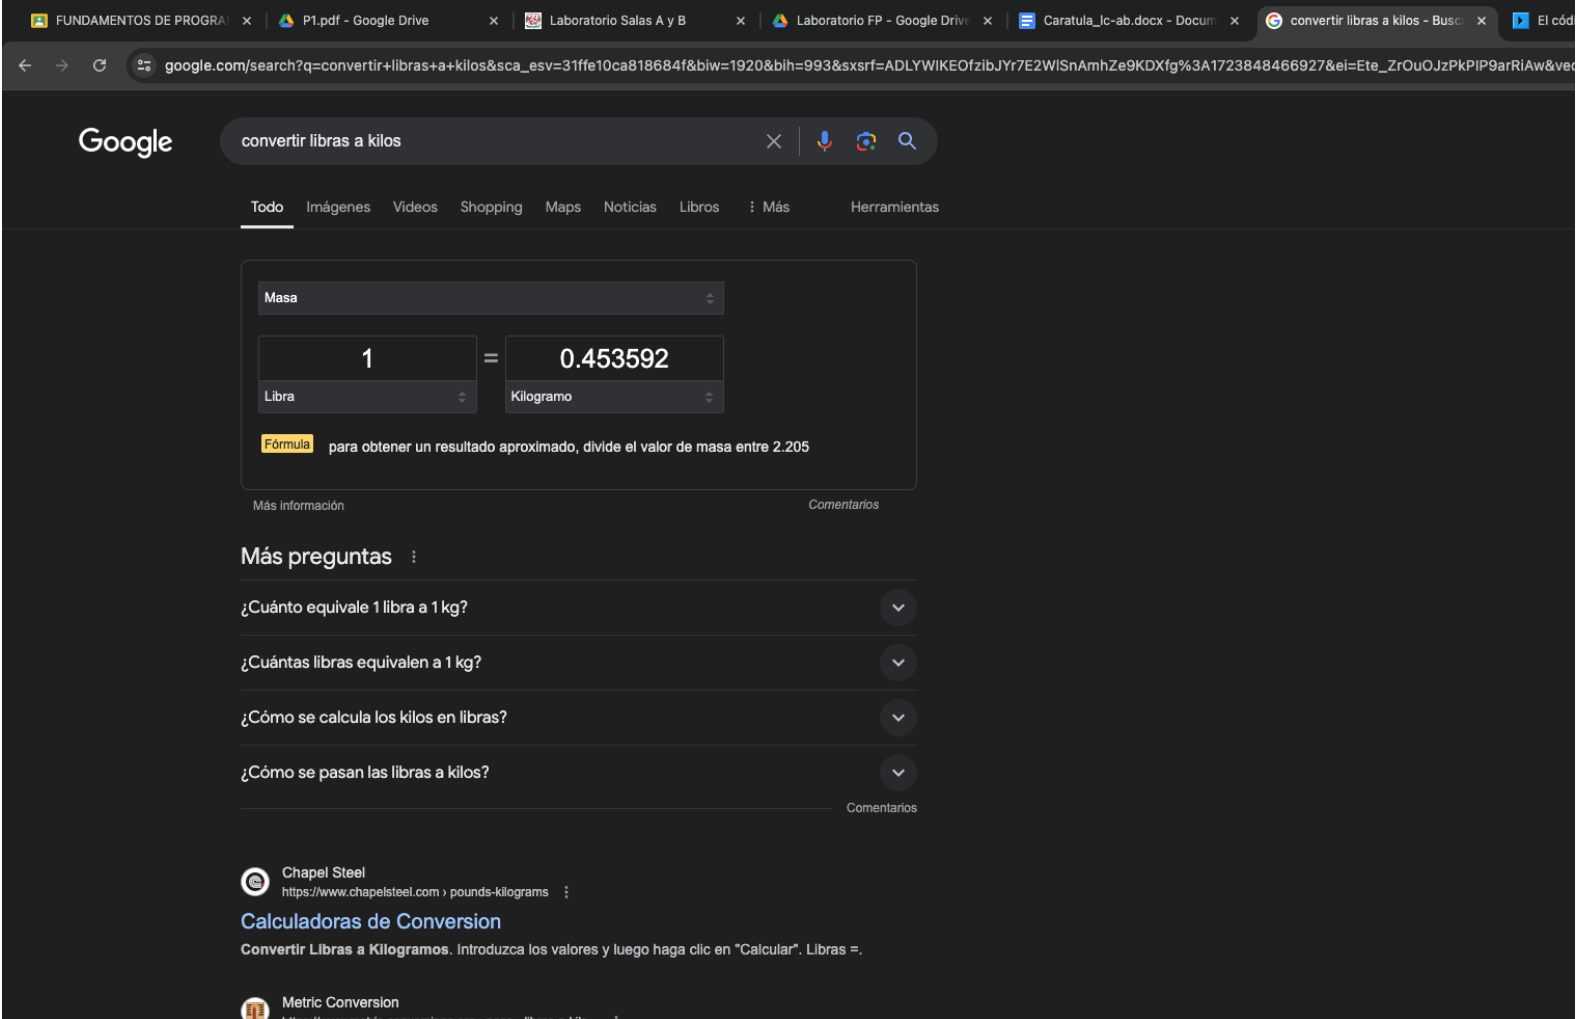 FUNDAMENTOS DE PROGRA
P1.pdf - Google Drive
Laboratorio Salas A y B
Laboratorio FP - Google Drive
Caratula_lc-ab.docx - Docum
convertir libras a kilos - Busc
El códi
google.com/search?q=convertir+libras+a+kilos&sca_esv=31ffe10ca818684f&biw=1920&bih=993&sxsrf=ADLYWIKEOfzibJYr7E2WlSnAmhZe9KDXfg%3A1723848466927&ei=Ete_ZrOuOJzPkPIP9arRiAw&ved
Google
convertir libras a kilos
Todo Imágenes Videos Shopping Maps Noticias Libros Más Herramientas
Masa
1 = 0.453592
Libra Kilogramo
Fórmula para obtener un resultado aproximado, divide el valor de masa entre 2.205
Más información Comentarios
Más preguntas
¿Cuánto equivale 1 libra a 1 kg?
¿Cuántas libras equivalen a 1 kg?
¿Cómo se calcula los kilos en libras?
¿Cómo se pasan las libras a kilos?
Comentarios
Chapel Steel
https://www.chapelsteel.com › pounds-kilograms
Calculadoras de Conversion
Convertir Libras a Kilogramos. Introduzca los valores y luego haga clic en "Calcular". Libras =.
Metric Conversion